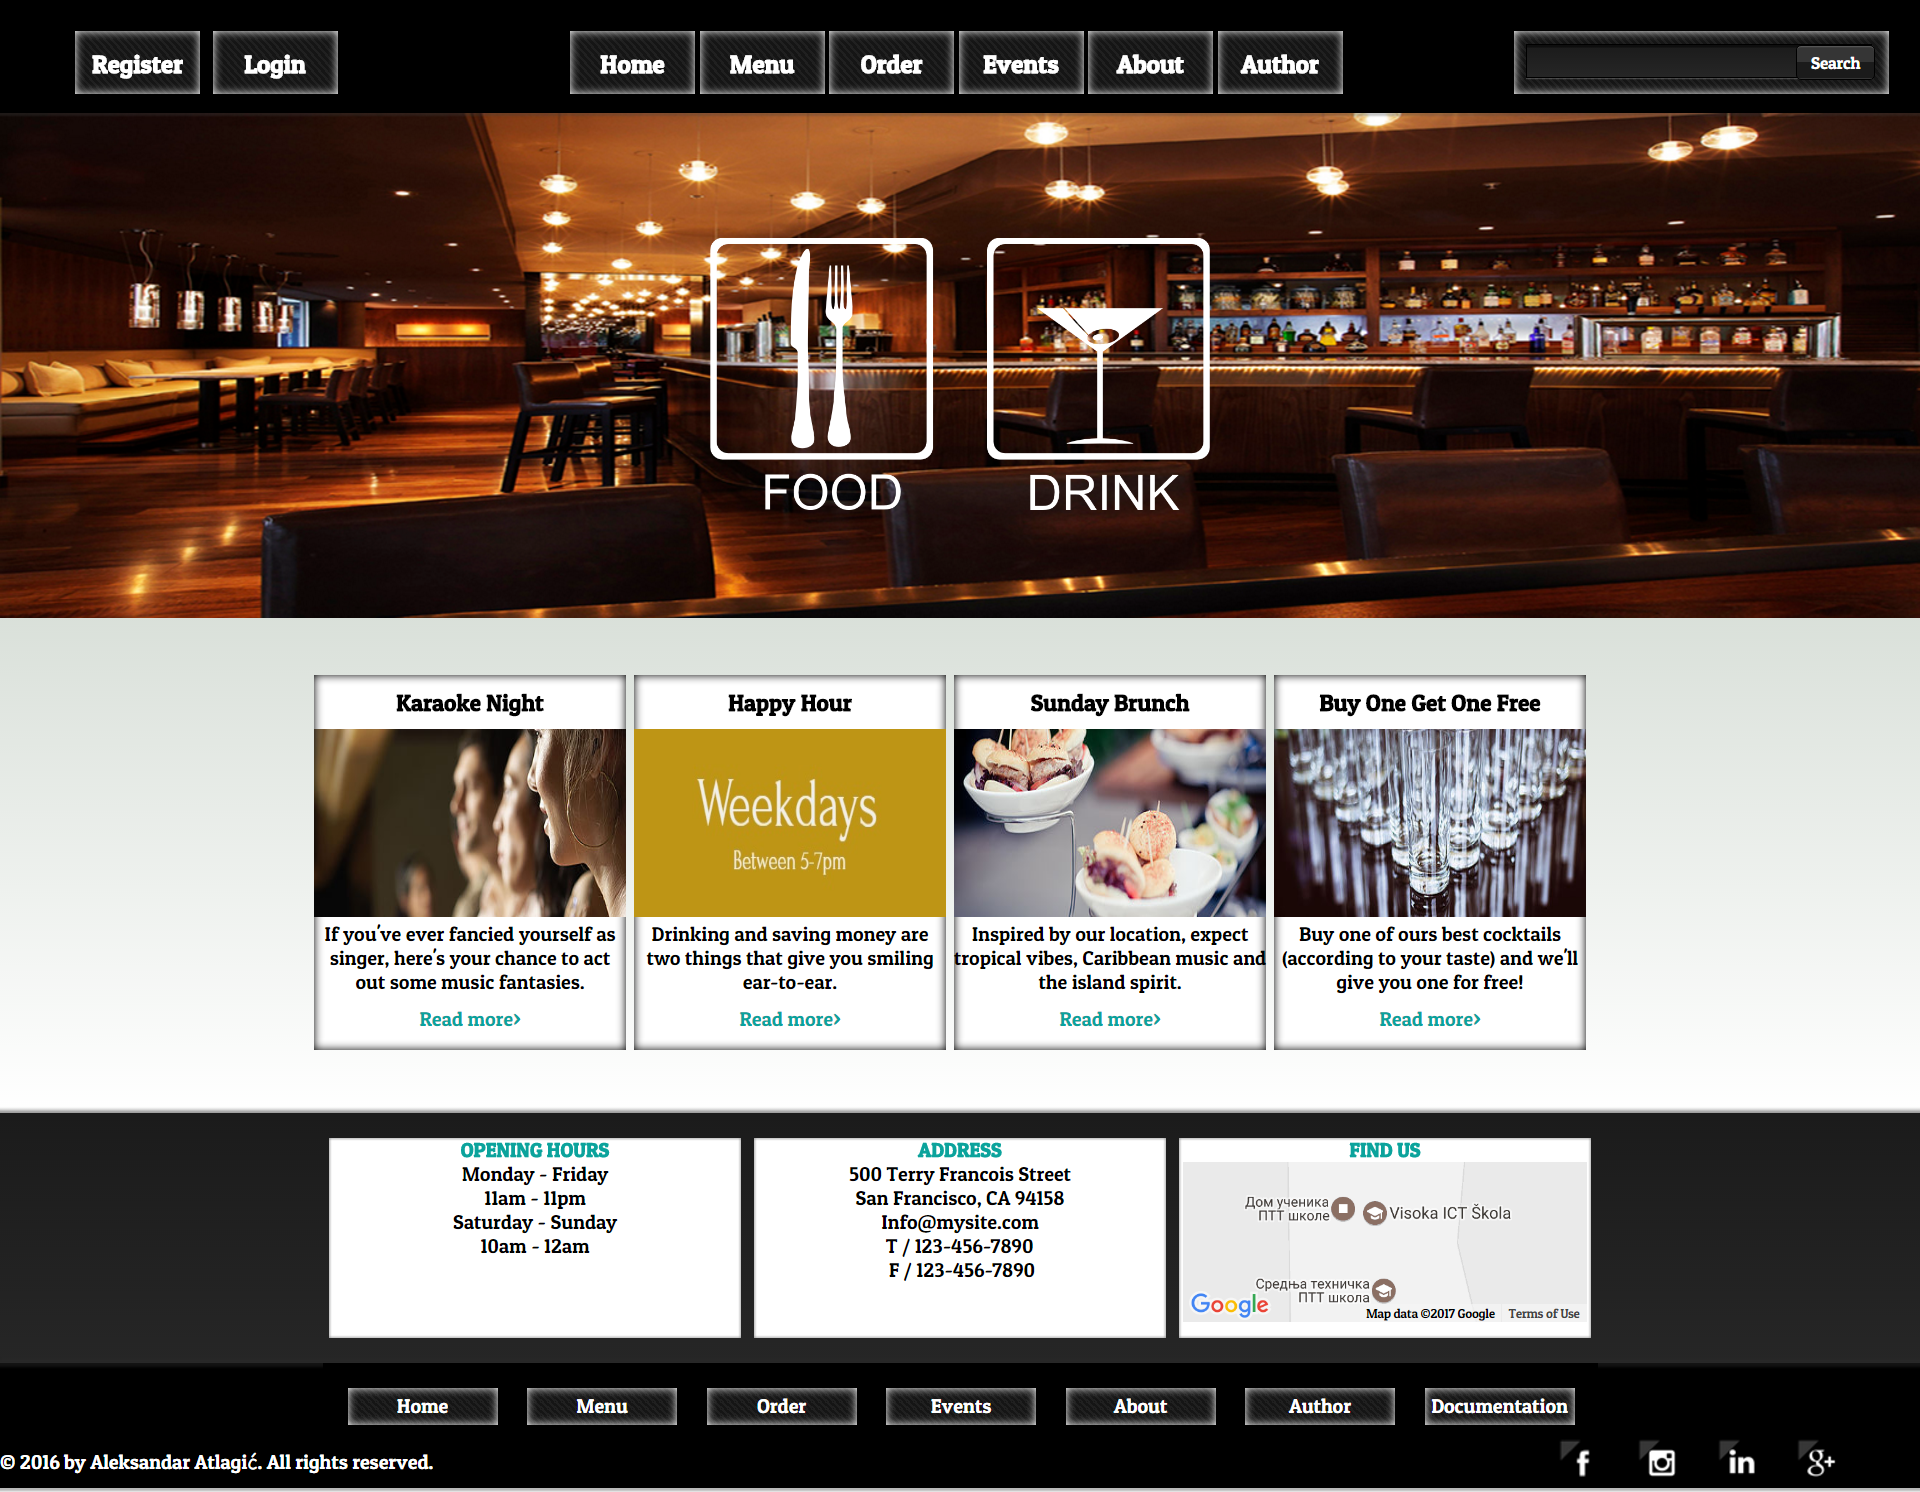 Register
Login
Home
Menu
Order
Events
About
Author
Search
FOOD
DRINK
Karaoke Night
If you've ever fancied yourself as
singer, here's your chance to act
out some music fantasies.
Read more>
Happy Hour
Weekdays
Between 5-7pm
Drinking and saving money are
two things that give you smiling
ear-to-ear.
Read more>
Sunday Brunch
Inspired by our location, expect
tropical vibes, Caribbean music and
the island spirit.
Read more>
Buy One Get One Free
Buy one of ours best cocktails
(according to your taste) and we'll
give you one for free!
Read more>
OPENING HOURS
Monday - Friday
11am - 11pm
Saturday - Sunday
10am - 12am
ADDRESS
500 Terry Francois Street
San Francisco, CA 94158
Info@mysite.com
T / 123-456-7890
F / 123-456-7890
FIND US
Дом ученика
ПТТ школе
Visoka ICT Škola
Средња техничка
ПТТ школа
Google
Map data ©2017 Google
Terms of Use
Home
Menu
Order
Events
About
Author
Documentation
© 2016 by Aleksandar Atlagić. All rights reserved.
f
in
g+